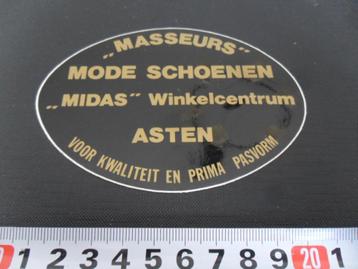 „MASSEURS"
MODE SCHOENEN
„MIDAS" Winkelcentrum
ASTEN
VOOR KWALITEIT EN PRIMA PASVORM
1 2 3 4 5 6 7 8 9 20 1